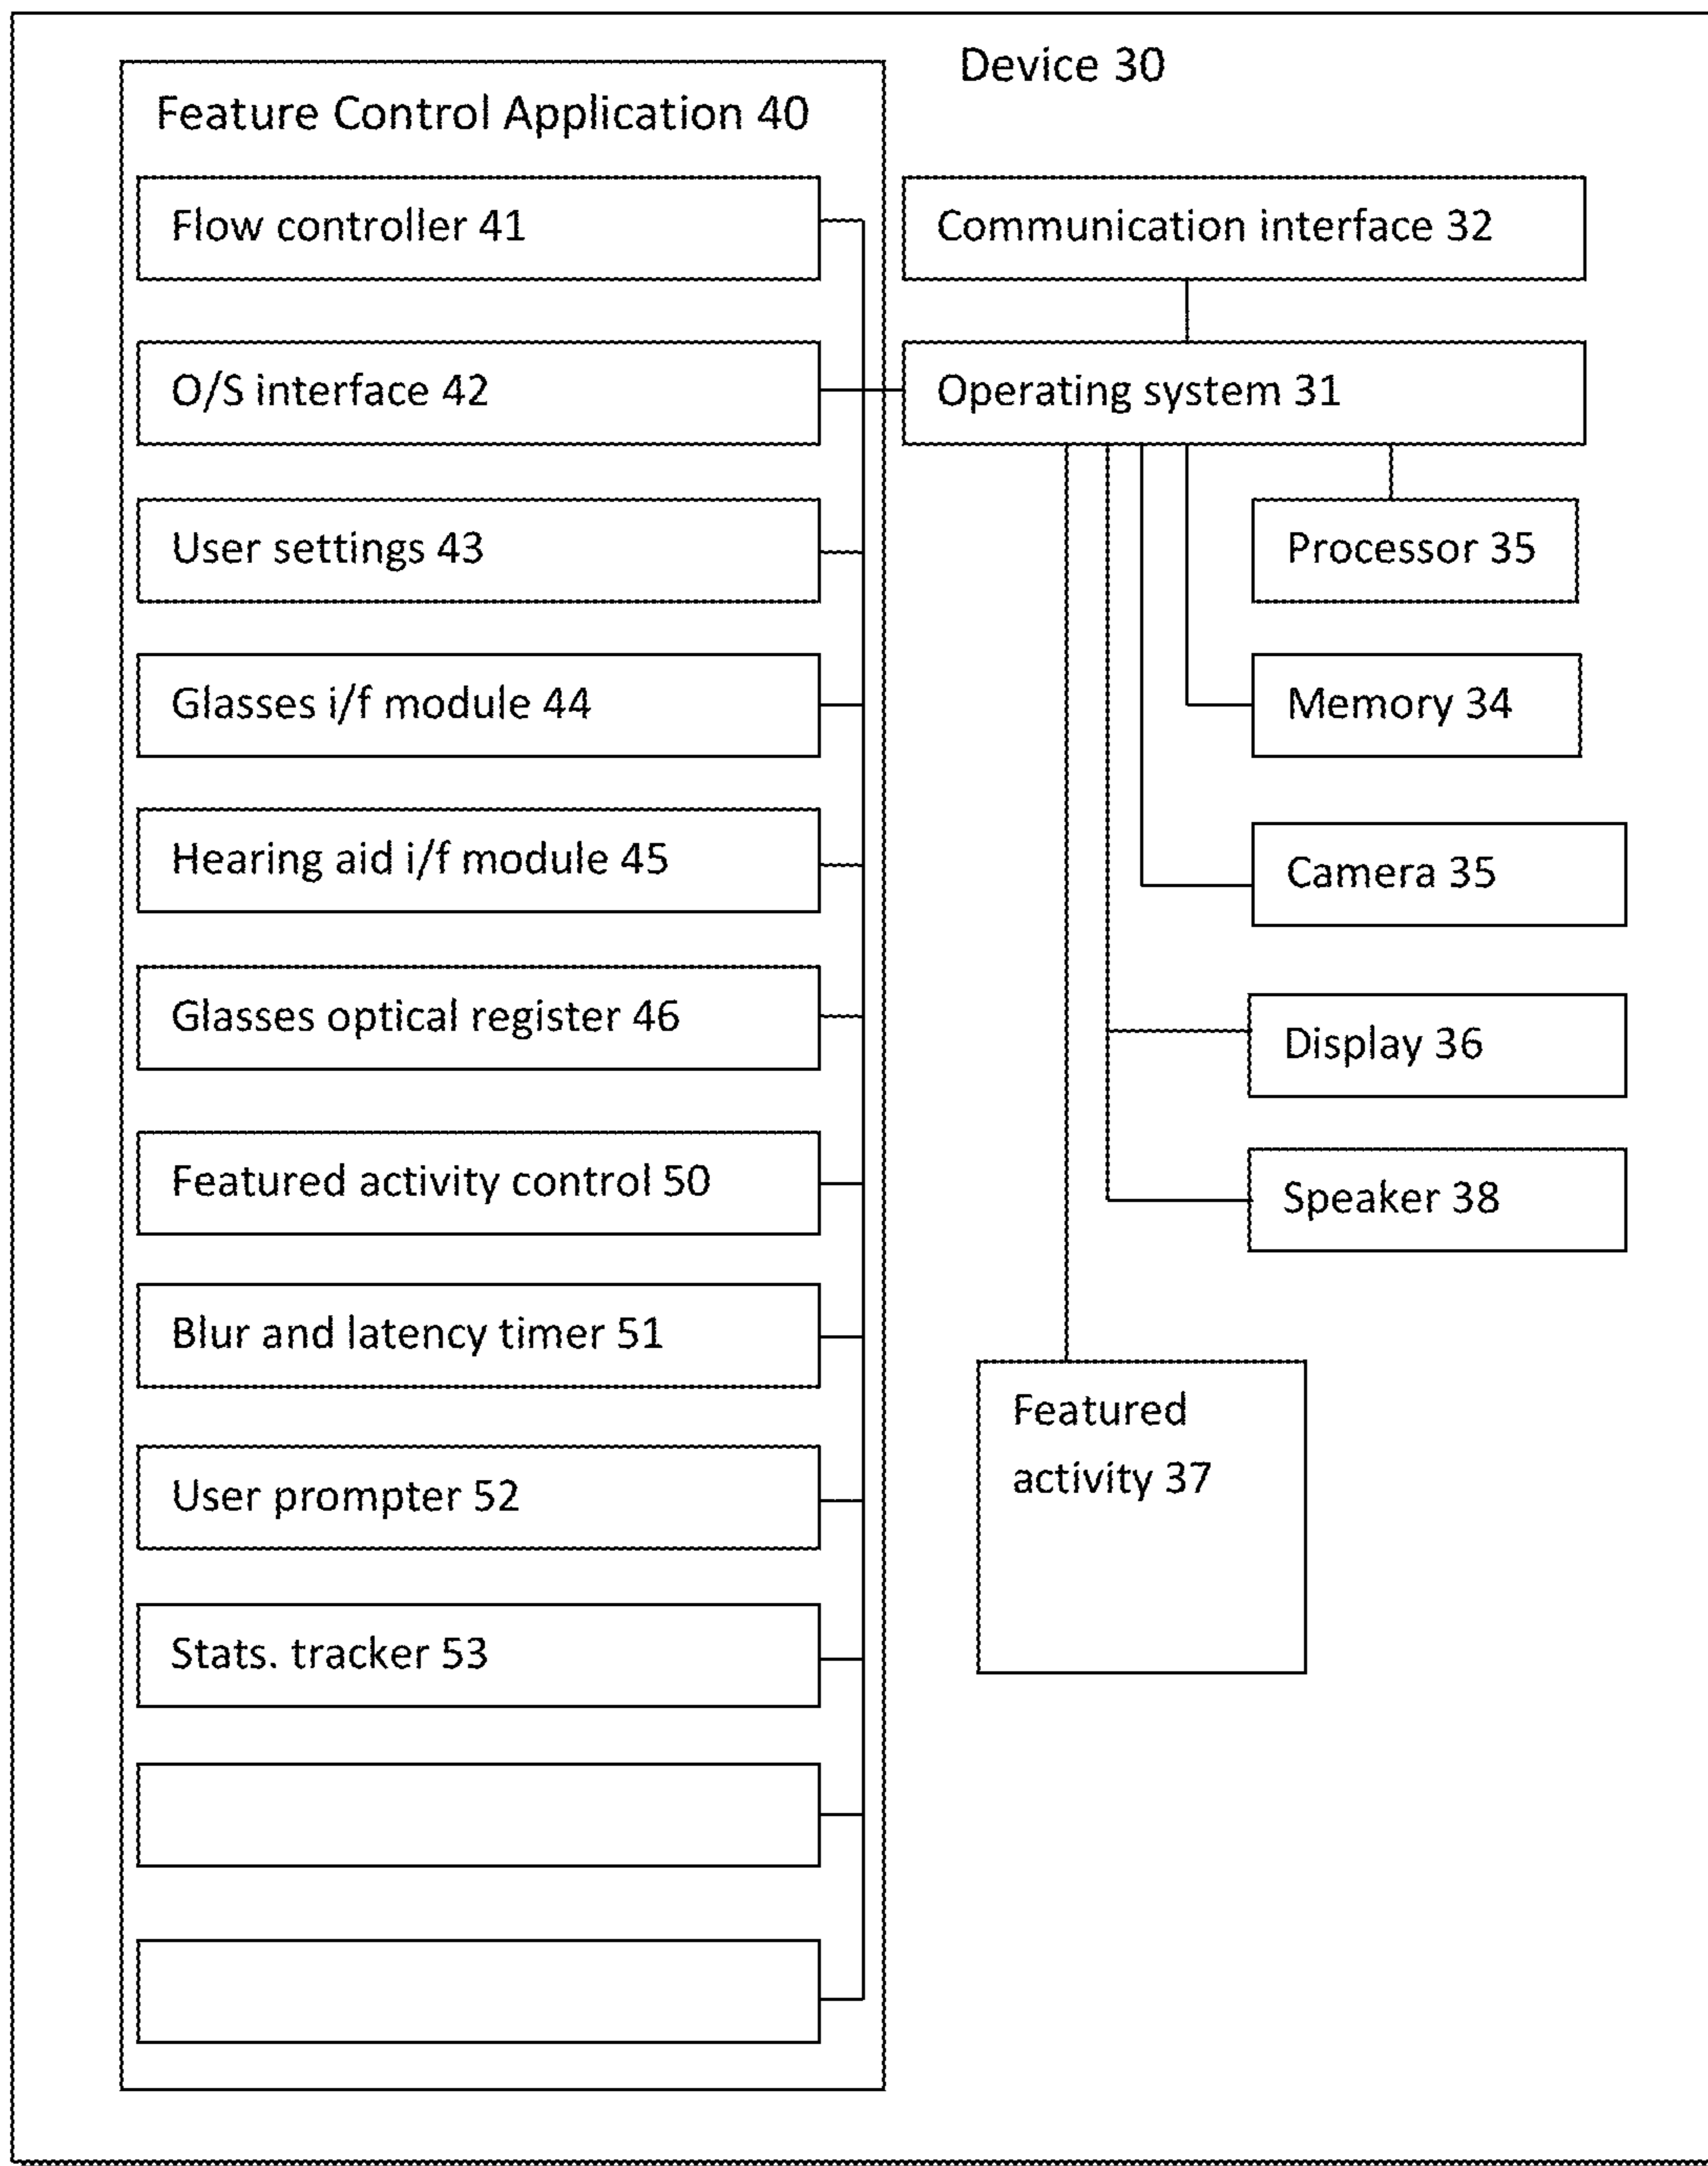 Device 30
Feature Control Application 40
Flow controller 41
O/S interface 42
User settings 43
Glasses i/f module 44
Hearing aid i/f module 45
Glasses optical register 46
Featured activity control 50
Blur and latency timer 51
User prompter 52
Stats. tracker 53
Communication interface 32
Operating system 31
Processor 35
Memory 34
Camera 35
Display 36
Speaker 38
Featured
activity 37